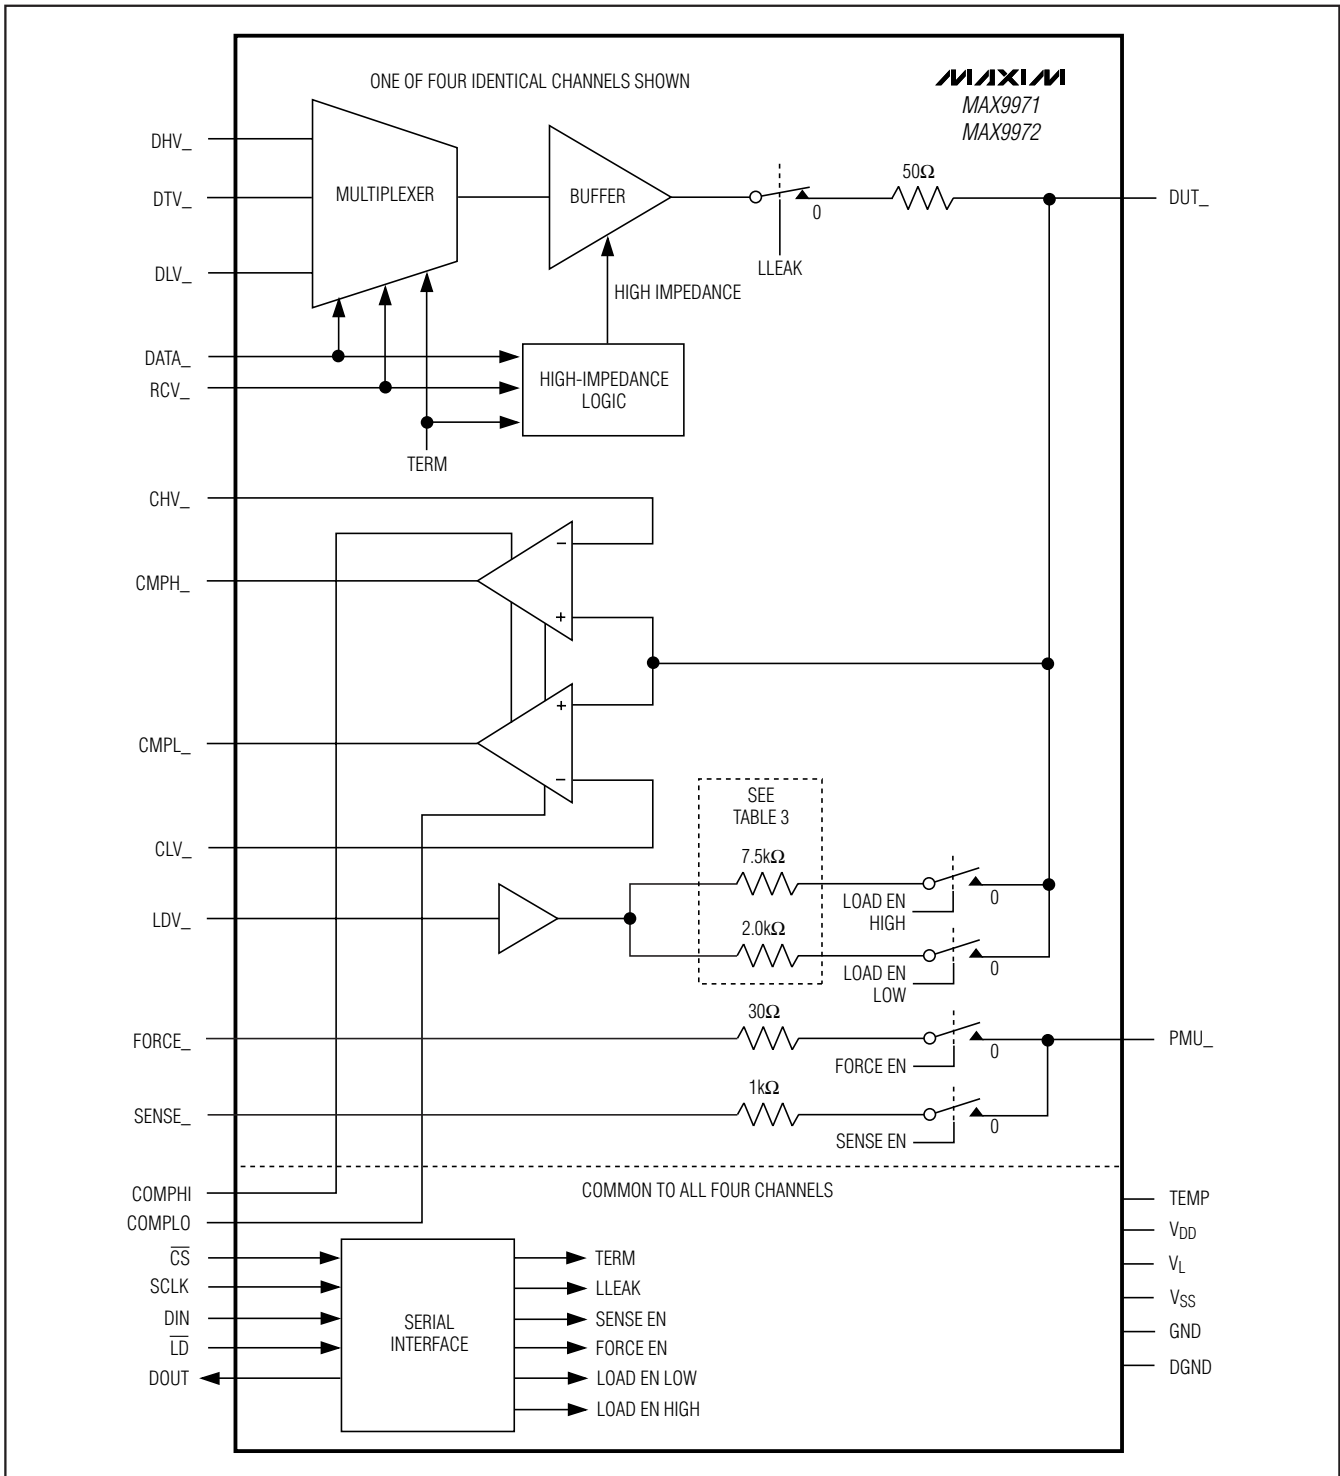 ONE OF FOUR IDENTICAL CHANNELS SHOWN
MAXIM
MAX9971
MAX9972
DHV_
DTV_
DLV_
MULTIPLEXER
BUFFER
50Ω
0
LLEAK
DUT_
HIGH IMPEDANCE
DATA_
RCV_
HIGH-IMPEDANCE
LOGIC
TERM
CHV_
−
CMPH_
+
+
CMPL_
−
CLV_
SEE
TABLE 3
7.5kΩ
LOAD EN
HIGH
0
LDV_
2.0kΩ
LOAD EN
LOW
0
FORCE_
30Ω
FORCE EN
0
PMU_
SENSE_
1kΩ
SENSE EN
0
COMMON TO ALL FOUR CHANNELS
COMPHI
COMPLO
CS
SCLK
DIN
LD
DOUT
SERIAL
INTERFACE
TERM
LLEAK
SENSE EN
FORCE EN
LOAD EN LOW
LOAD EN HIGH
TEMP
VDD
VL
VSS
GND
DGND